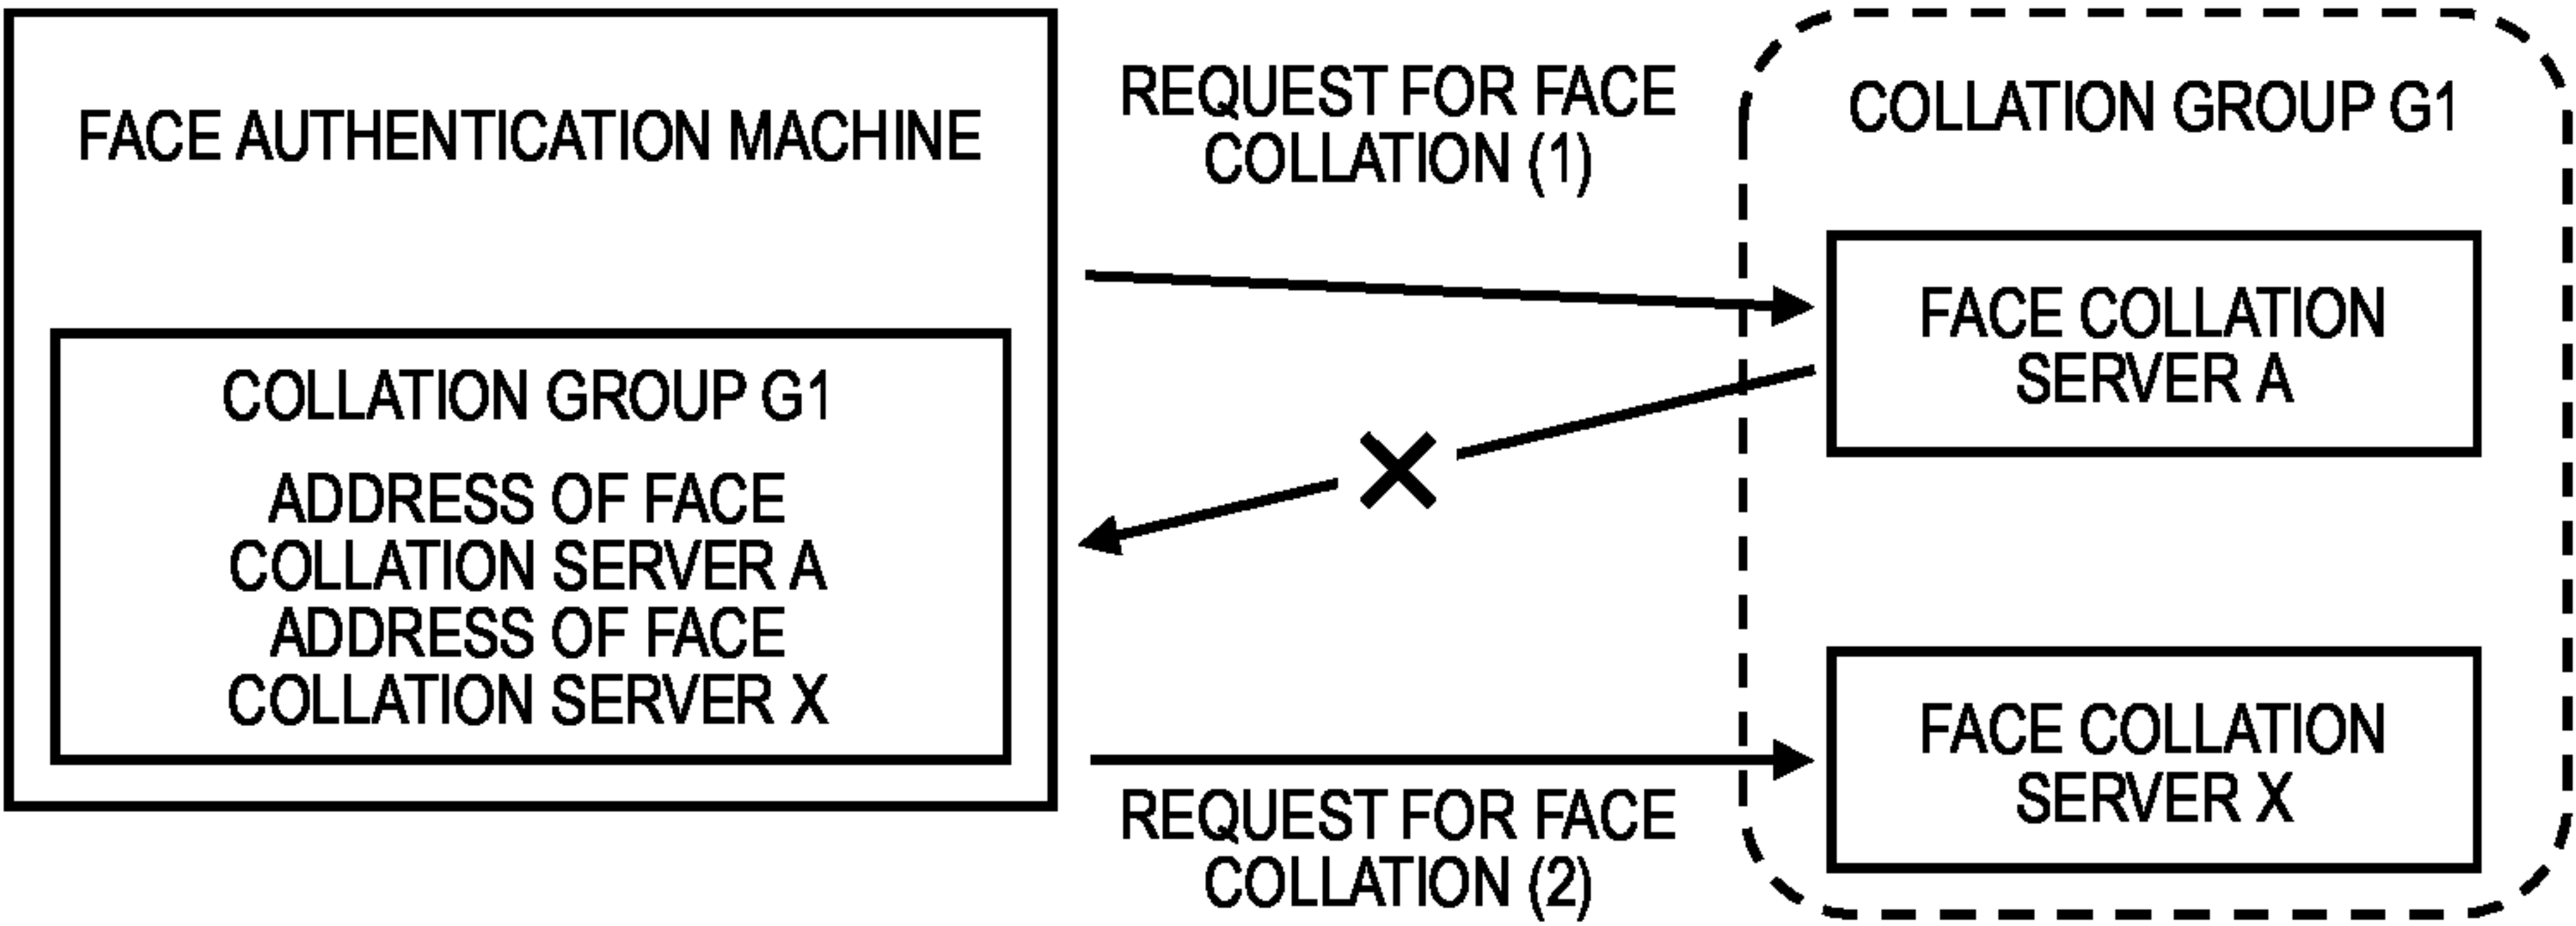 FACE AUTHENTICATION MACHINE
COLLATION GROUP G1
ADDRESS OF FACE
COLLATION SERVER A
ADDRESS OF FACE
COLLATION SERVER X
REQUEST FOR FACE
COLLATION (1)
REQUEST FOR FACE
COLLATION (2)
COLLATION GROUP G1
FACE COLLATION
SERVER A
FACE COLLATION
SERVER X